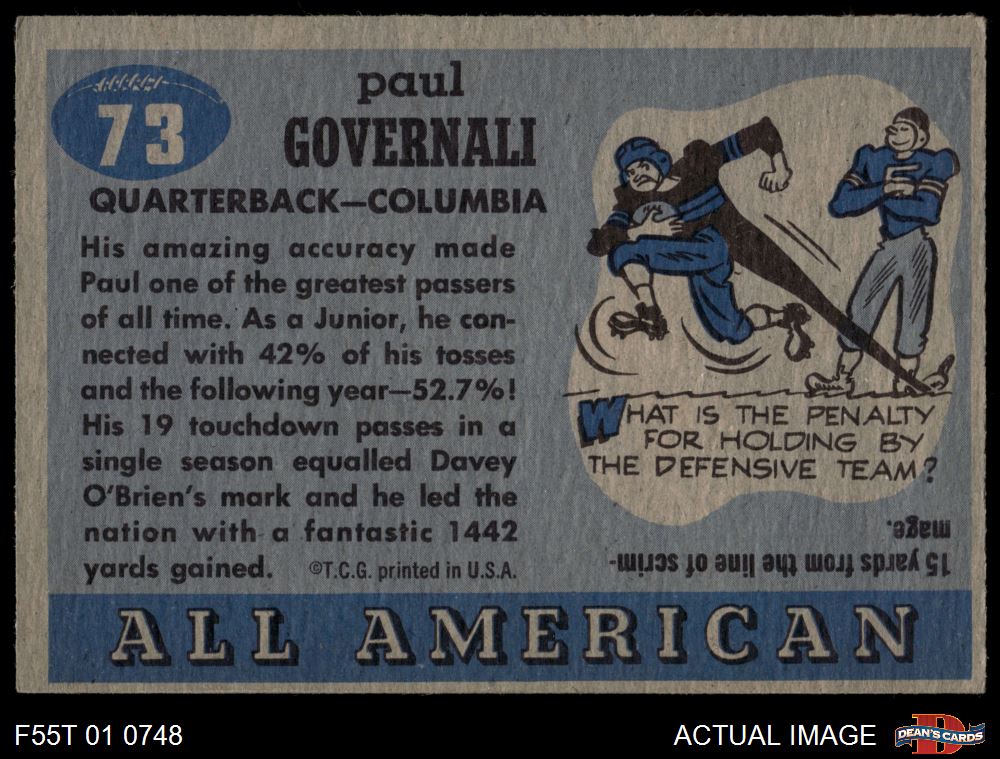 73
paul
GOVERNALI
QUARTERBACK—COLUMBIA
His amazing accuracy made
Paul one of the greatest passers
of all time. As a Junior, he con-
nected with 42% of his tosses
and the following year—52.7%!
His 19 touchdown passes in a
single season equalled Davey
O'Brien's mark and he led the
nation with a fantastic 1442
yards gained. ©T.C.G. printed in U.S.A.
WHAT IS THE PENALTY
FOR HOLDING BY
THE DEFENSIVE TEAM?
15 yards from the line of scrim-
mage.
ALL AMERICAN
F55T 01 0748
ACTUAL IMAGE
DEAN'S CARDS